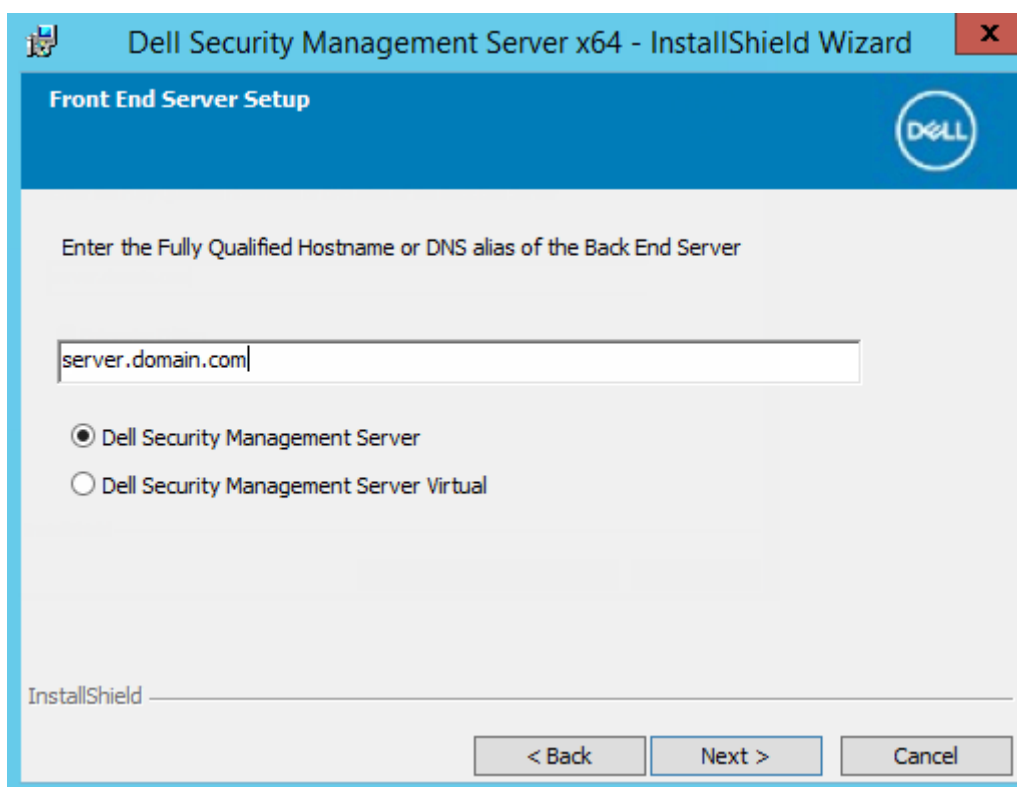 Dell Security Management Server x64 - InstallShield Wizard
x
Front End Server Setup
DELL
Enter the Fully Qualified Hostname or DNS alias of the Back End Server
server.domain.com
Dell Security Management Server
Dell Security Management Server Virtual
InstallShield
< Back
Next >
Cancel